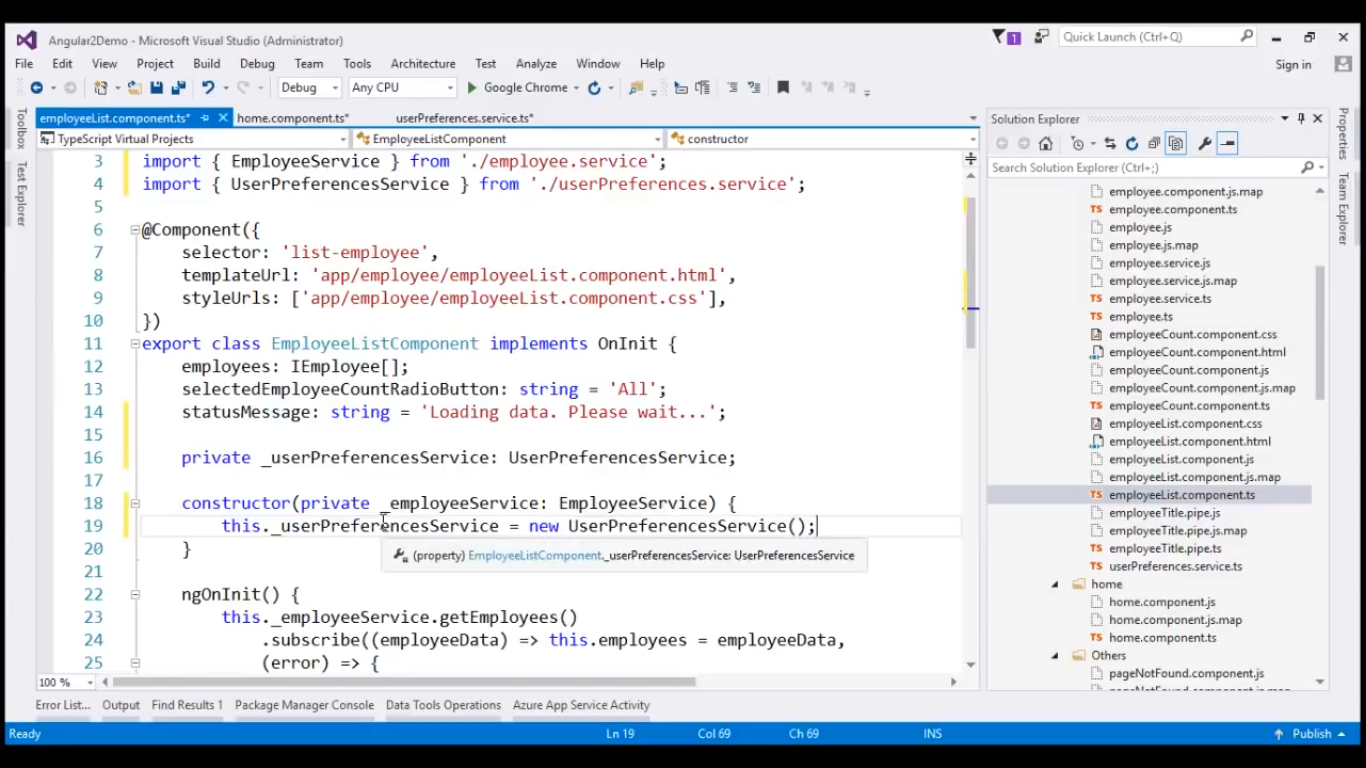 Angular2Demo - Microsoft Visual Studio (Administrator)
1
Quick Launch (Ctrl+Q)
File Edit View Project Build Debug Team Tools Architecture Test Analyze Window Help
Sign in
Debug Any CPU Google Chrome
employeeList.component.ts* home.component.ts* userPreferences.service.ts*
TypeScript Virtual Projects EmployeeListComponent constructor
Toolbox
Test Explorer
3 import { EmployeeService } from './employee.service';
4 import { UserPreferencesService } from './userPreferences.service';
5
6 @Component({
7 selector: 'list-employee',
8 templateUrl: 'app/employee/employeeList.component.html',
9 styleUrls: ['app/employee/employeeList.component.css'],
10 })
11 export class EmployeeListComponent implements OnInit {
12 employees: IEmployee[];
13 selectedEmployeeCountRadioButton: string = 'All';
14 statusMessage: string = 'Loading data. Please wait...';
15
16 private _userPreferencesService: UserPreferencesService;
17
18 constructor(private _employeeService: EmployeeService) {
19 this._userPreferencesService = new UserPreferencesService();
20 }
(property) EmployeeListComponent._userPreferencesService: UserPreferencesService
21
22 ngOnInit() {
23 this._employeeService.getEmployees()
24 .subscribe((employeeData) => this.employees = employeeData,
25 (error) => {
100 %
Solution Explorer
Search Solution Explorer (Ctrl+;)
employee.component.js.map
TS employee.component.ts
employee.js
employee.js.map
employee.service.js
employee.service.js.map
TS employee.service.ts
TS employee.ts
employeeCount.component.css
employeeCount.component.html
employeeCount.component.js
employeeCount.component.js.map
TS employeeCount.component.ts
employeeList.component.css
employeeList.component.html
employeeList.component.js
employeeList.component.js.map
TS employeeList.component.ts
employeeTitle.pipe.js
employeeTitle.pipe.js.map
TS employeeTitle.pipe.ts
TS userPreferences.service.ts
home
home.component.js
home.component.js.map
TS home.component.ts
Others
pageNotFound.component.js
Properties
Team Explorer
Error List... Output Find Results 1 Package Manager Console Data Tools Operations Azure App Service Activity
Ready Ln 19 Col 69 Ch 69 INS Publish